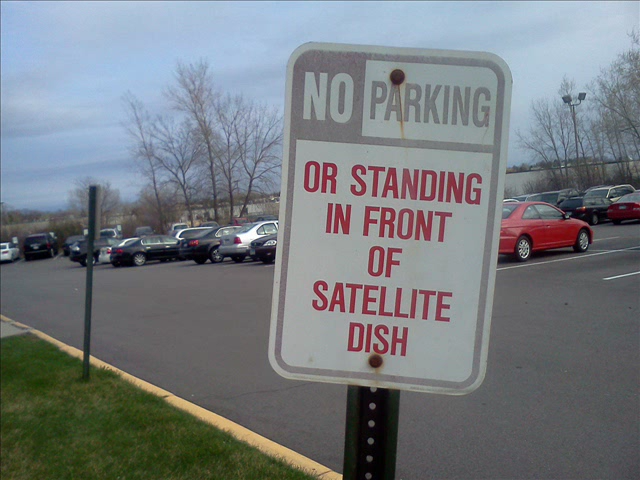 NO PARKING
OR STANDING
IN FRONT
OF
SATELLITE
DISH